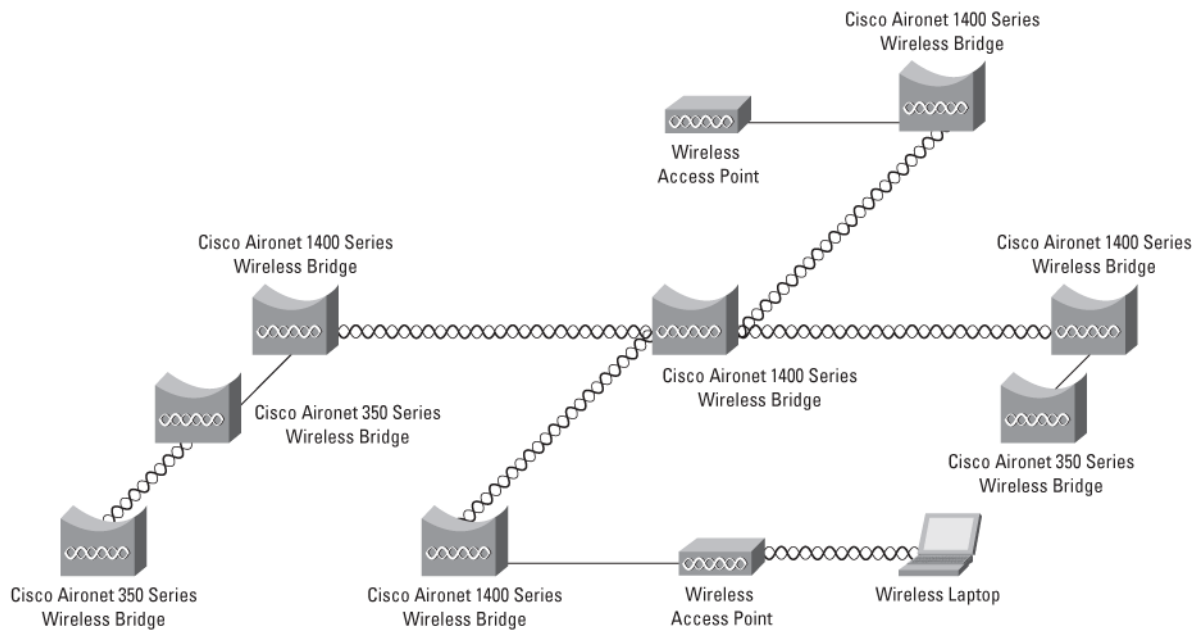 Cisco Aironet 1400 Series
Wireless Bridge
Wireless
Access Point
Cisco Aironet 1400 Series
Wireless Bridge
Cisco Aironet 1400 Series
Wireless Bridge
Cisco Aironet 1400 Series
Wireless Bridge
Cisco Aironet 350 Series
Wireless Bridge
Cisco Aironet 350 Series
Wireless Bridge
Cisco Aironet 350 Series
Wireless Bridge
Cisco Aironet 1400 Series
Wireless Bridge
Wireless
Access Point
Wireless Laptop